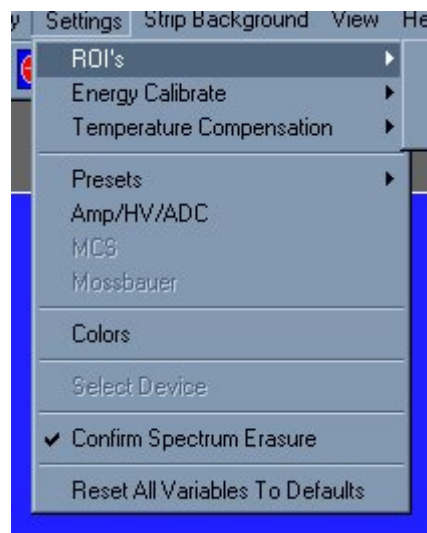 Settings Strip Background View
ROI's
Energy Calibrate
Temperature Compensation
Presets
Amp/HV/ADC
MCS
Mossbauer
Colors
Select Device
Confirm Spectrum Erasure
Reset All Variables To Defaults